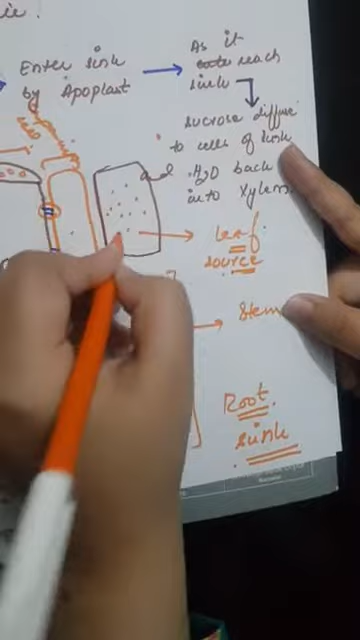 Enter sink
by Apoplast
As it
reach
sink
sucrose diffuse
to cells of sink
and
H2O back
into Xylem
leaf
source
Stem
Root
sink